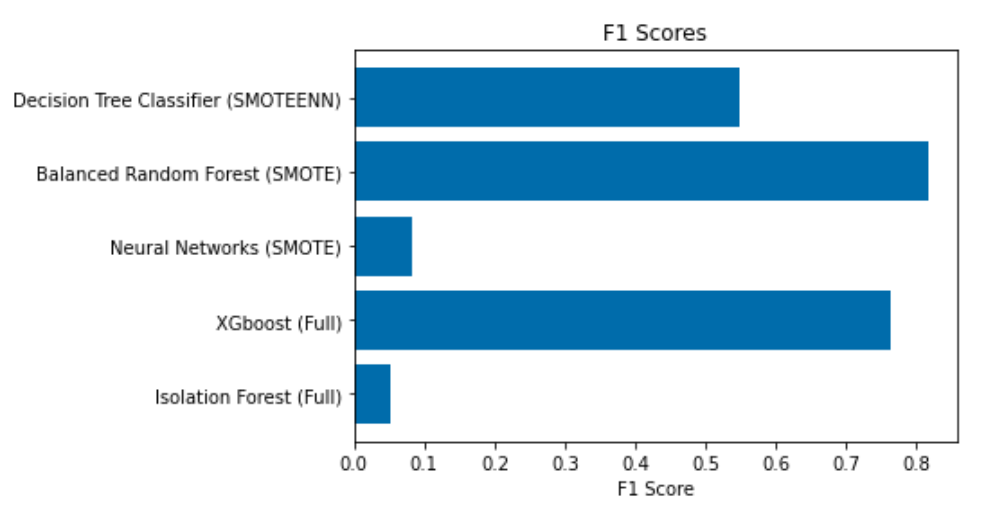 F1 Scores
Decision Tree Classifier (SMOTEENN)
Balanced Random Forest (SMOTE)
Neural Networks (SMOTE)
XGboost (Full)
Isolation Forest (Full)
0.0 0.1 0.2 0.3 0.4 0.5 0.6 0.7 0.8
F1 Score